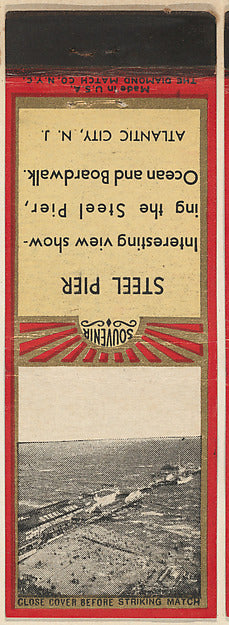 Made in U.S.A.
THE DIAMOND MATCH CO. N.Y.C.
STEEL PIER
Interesting view show-
ing the Steel Pier,
Ocean and Boardwalk.
ATLANTIC CITY, N. J.
SOUVENIR
CLOSE COVER BEFORE STRIKING MATCH